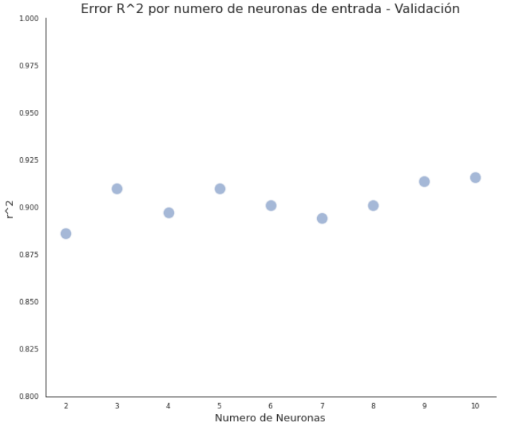 Error R^2 por numero de neuronas de entrada - Validación
1.000
0.975
0.950
0.925
0.900
0.875
0.850
0.825
0.800
r^2
2 3 4 5 6 7 8 9 10
Numero de Neuronas